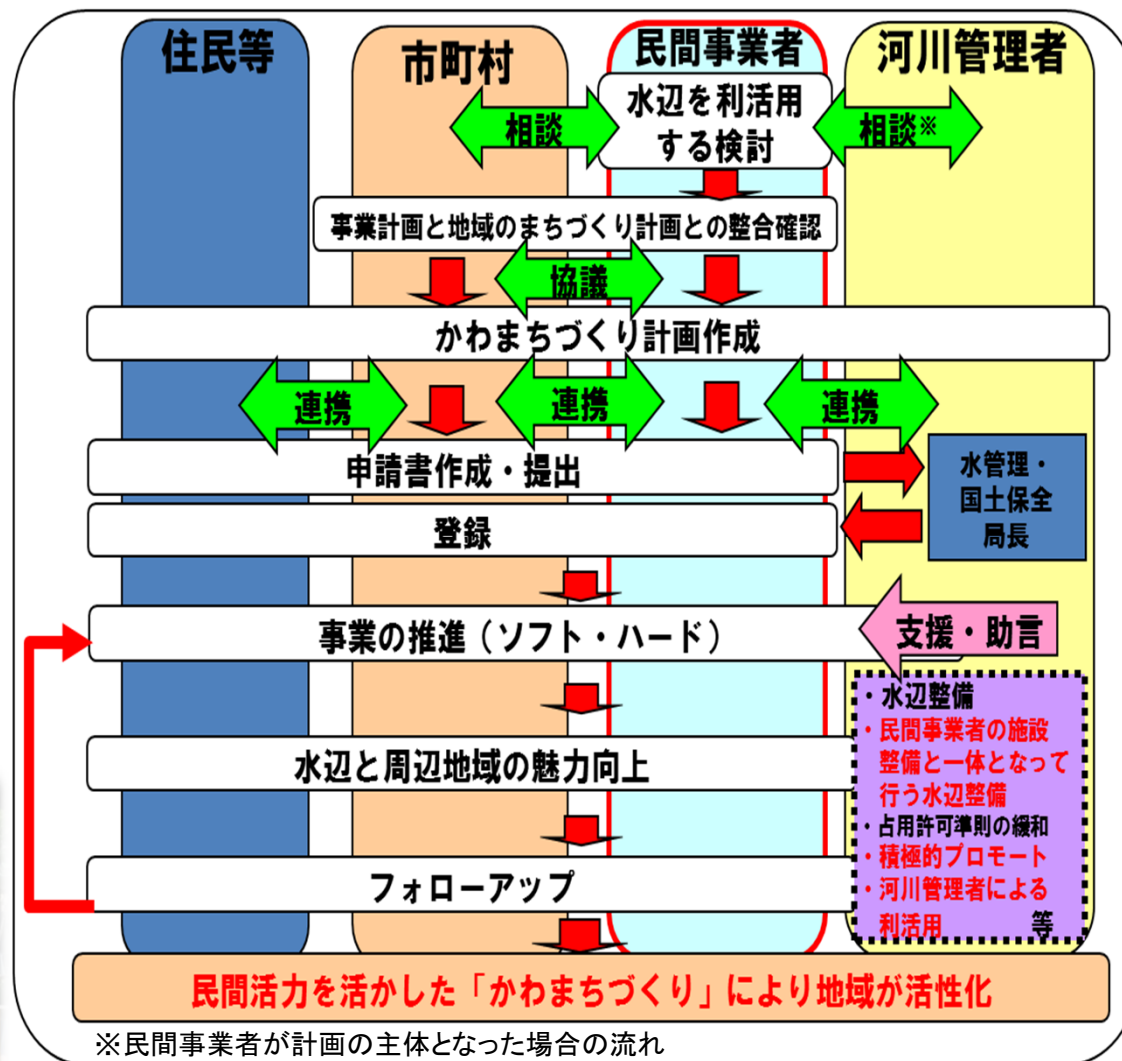 住民等
市町村
民間事業者
河川管理者
相談
水辺を利活用
する検討
相談※
事業計画と地域のまちづくり計画との整合確認
協議
かわまちづくり計画作成
連携
連携
連携
申請書作成・提出
水管理・
国土保全
局長
登録
事業の推進（ソフト・ハード）
支援・助言
・水辺整備
・民間事業者の施設
整備と一体となって
行う水辺整備
・占用許可準則の緩和
・積極的プロモート
・河川管理者による
利活用 等
水辺と周辺地域の魅力向上
フォローアップ
民間活力を活かした「かわまちづくり」により地域が活性化
※民間事業者が計画の主体となった場合の流れ